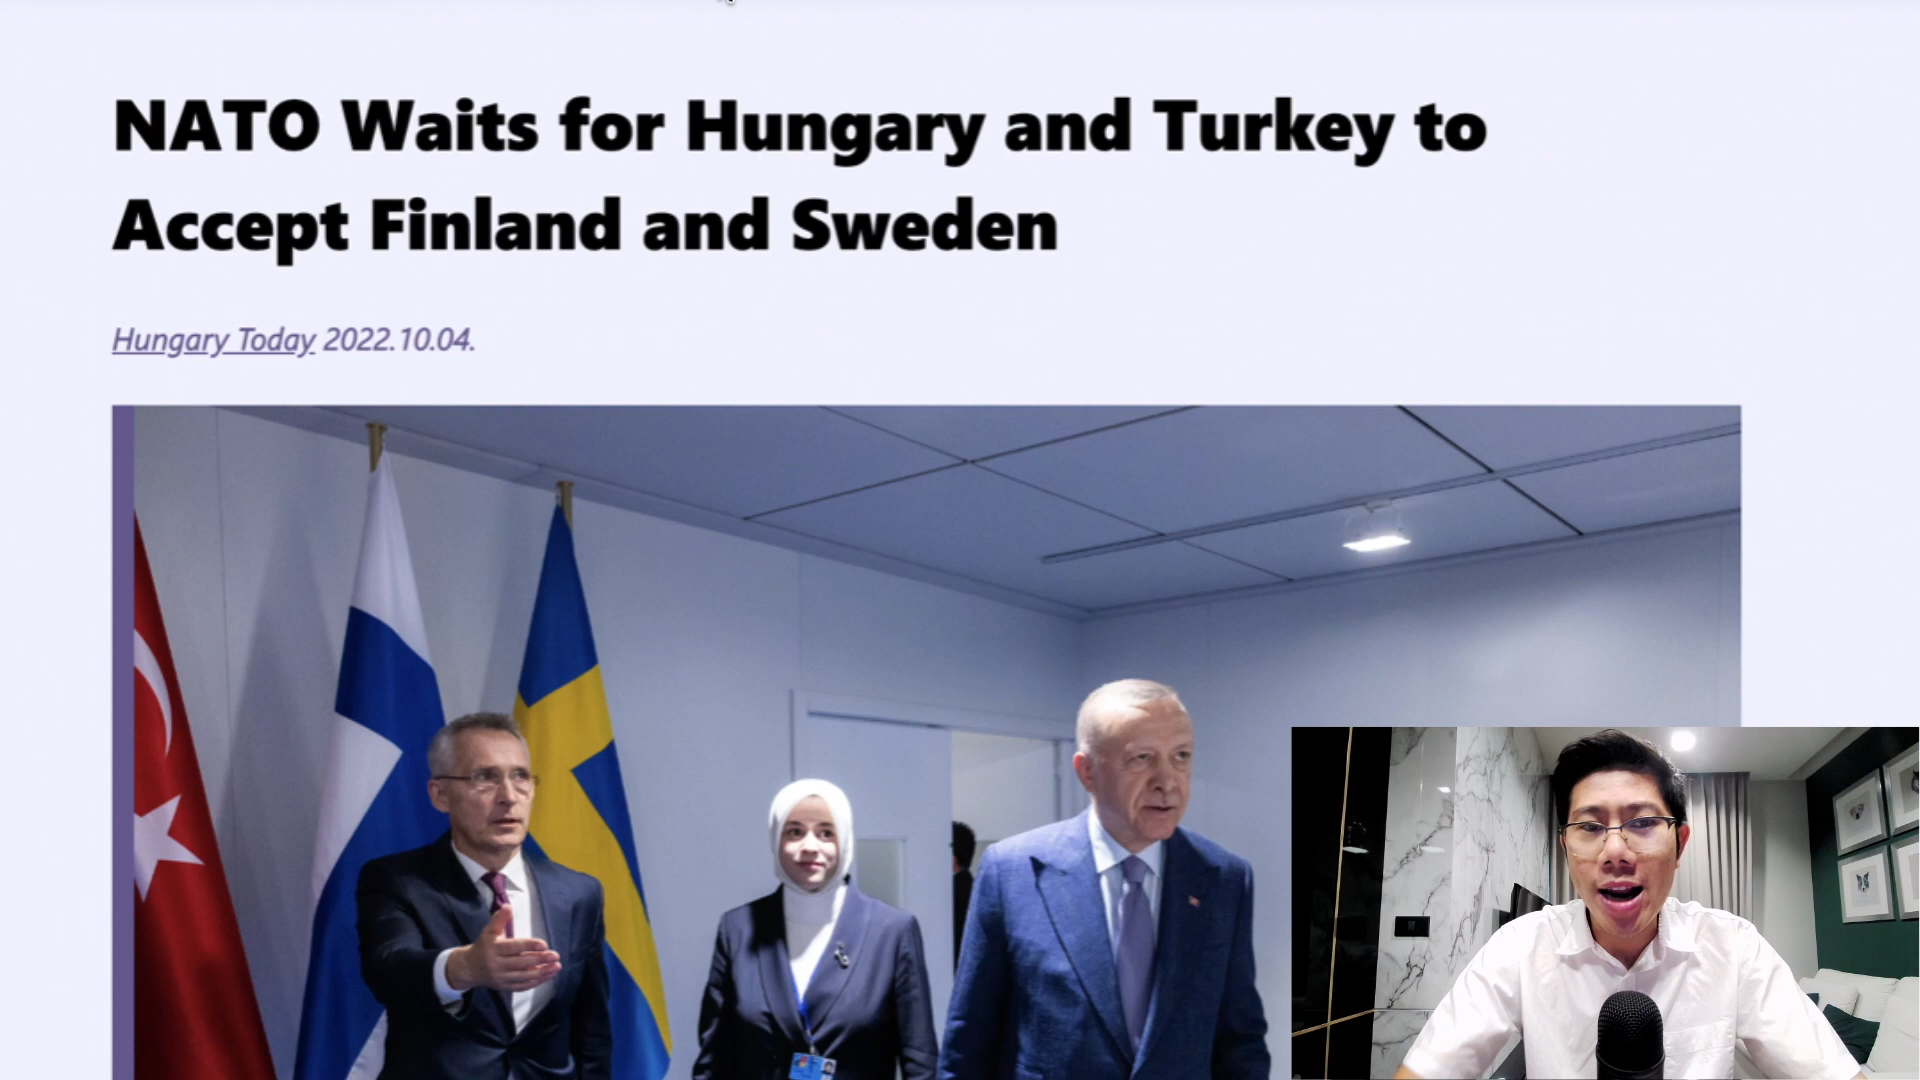 NATO Waits for Hungary and Turkey to
Accept Finland and Sweden
Hungary Today 2022.10.04.